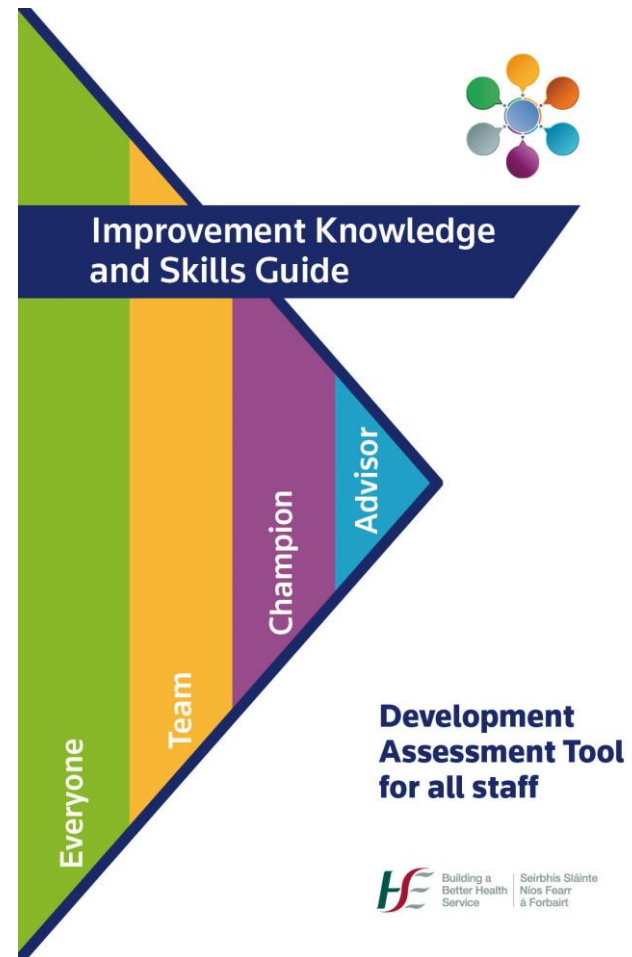 Improvement Knowledge
and Skills Guide
Everyone
Team
Champion
Advisor
Development
Assessment Tool
for all staff
Building a
Better Health
Service
Seirbhís Sláinte
Níos Fearr
á Forbairt